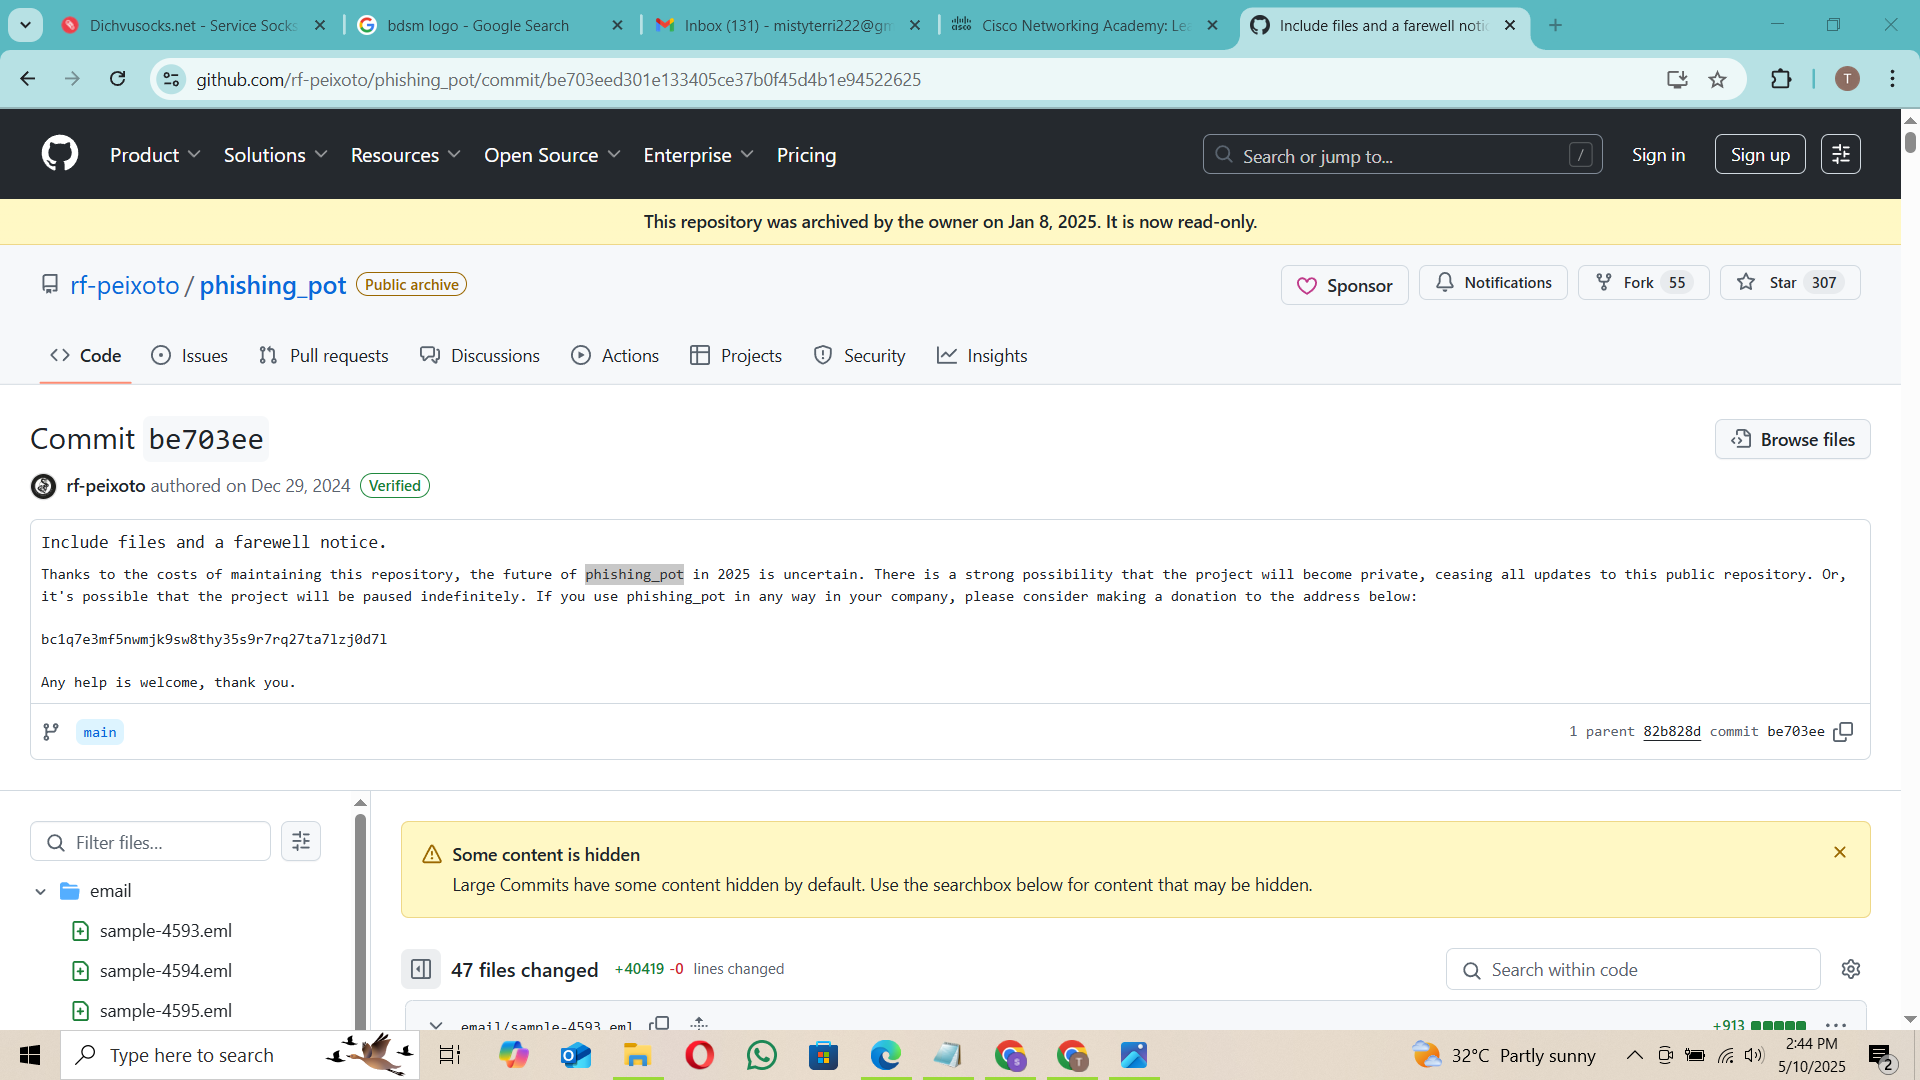 Dichvusocks.net - Service Socks
bdsm logo - Google Search
Inbox (131) - mistyterri222@gm
Cisco Networking Academy: Lea
Include files and a farewell notic
github.com/rf-peixoto/phishing_pot/commit/be703eed301e133405ce37b0f45d4b1e94522625
T
Product
Solutions
Resources
Open Source
Enterprise
Pricing
Search or jump to...
/
Sign in
Sign up
This repository was archived by the owner on Jan 8, 2025. It is now read-only.
rf-peixoto / phishing_pot
Public archive
Sponsor
Notifications
Fork 55
Star 307
Code
Issues
Pull requests
Discussions
Actions
Projects
Security
Insights
Commit be703ee
Browse files
rf-peixoto authored on Dec 29, 2024
Verified
Include files and a farewell notice.
Thanks to the costs of maintaining this repository, the future of phishing_pot in 2025 is uncertain. There is a strong possibility that the project will become private, ceasing all updates to this public repository. Or,
it's possible that the project will be paused indefinitely. If you use phishing_pot in any way in your company, please consider making a donation to the address below:
bc1q7e3mf5nwmjk9sw8thy35s9r7rq27ta7lzj0d7l
Any help is welcome, thank you.
main
1 parent 82b828d commit be703ee
Filter files...
email
sample-4593.eml
sample-4594.eml
sample-4595.eml
Some content is hidden
Large Commits have some content hidden by default. Use the searchbox below for content that may be hidden.
47 files changed
+40419 -0 lines changed
Search within code
email/sample-4593.eml
+913
Type here to search
32°C Partly sunny
2:44 PM
5/10/2025
2